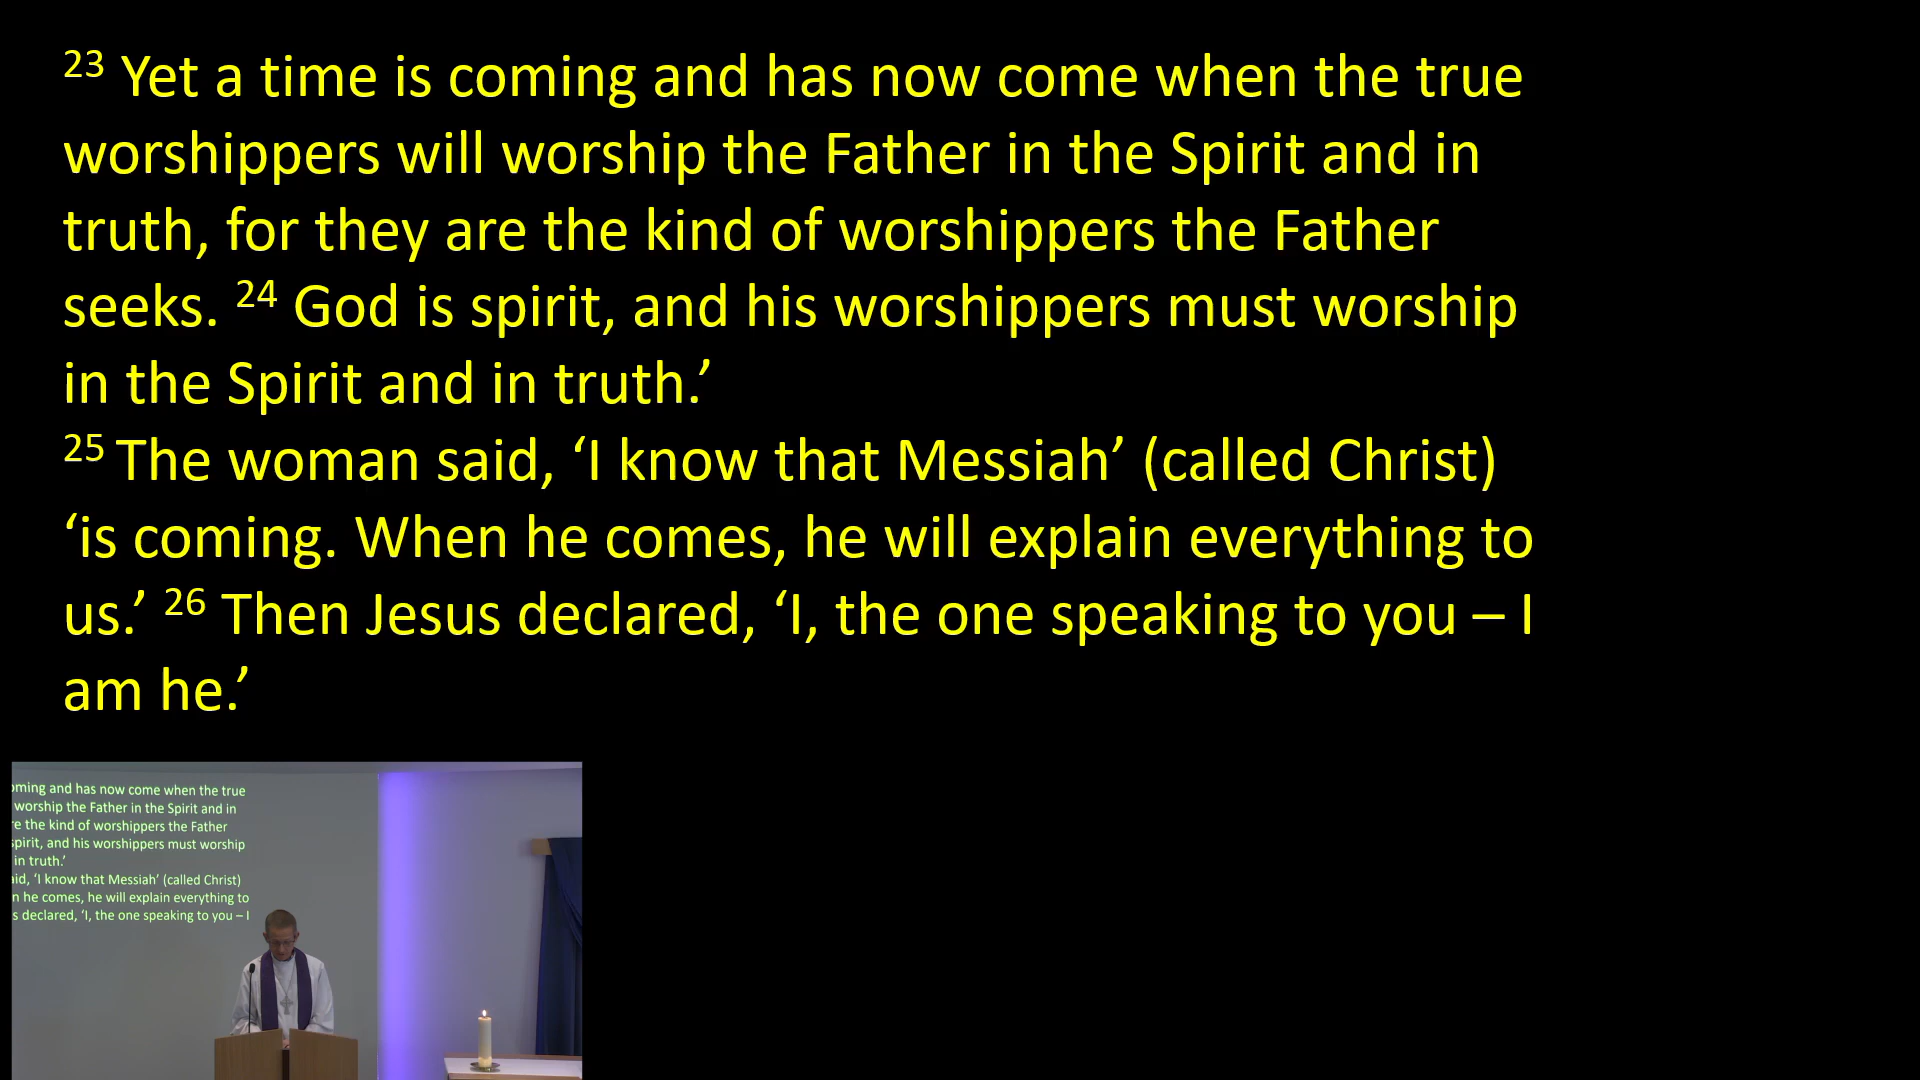 23 Yet a time is coming and has now come when the true
worshippers will worship the Father in the Spirit and in
truth, for they are the kind of worshippers the Father
seeks. 24 God is spirit, and his worshippers must worship
in the Spirit and in truth.’
25 The woman said, ‘I know that Messiah’ (called Christ)
‘is coming. When he comes, he will explain everything to
us.’ 26 Then Jesus declared, ‘I, the one speaking to you – I
am he.’
and has now come when the true
worship the Father in the Spirit and in
the kind of worshippers the Father
and his worshippers must worship
in truth.’
‘I know that Messiah’ (called Christ)
he comes, he will explain everything to
declared, ‘I, the one speaking to you – I